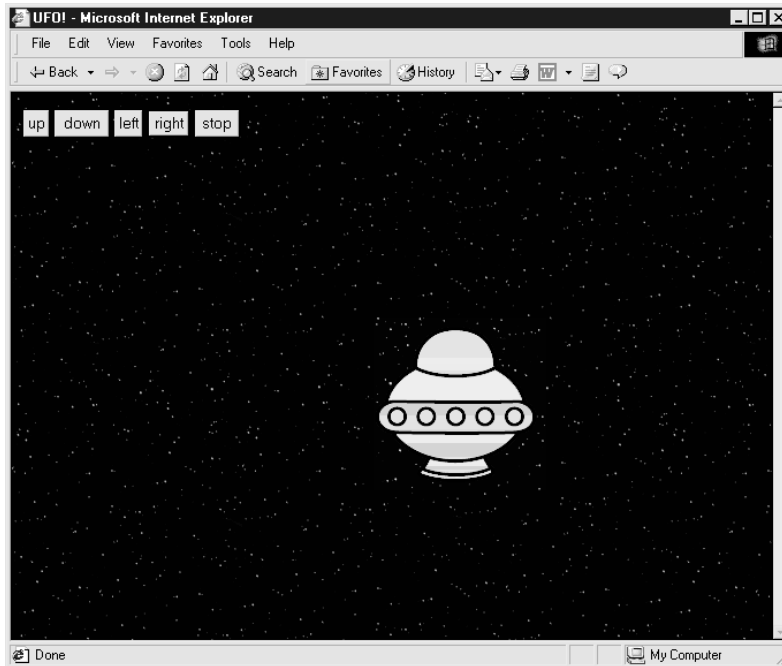 UFO! - Microsoft Internet Explorer
File Edit View Favorites Tools Help
Back Search Favorites History
up down left right stop
Done My Computer